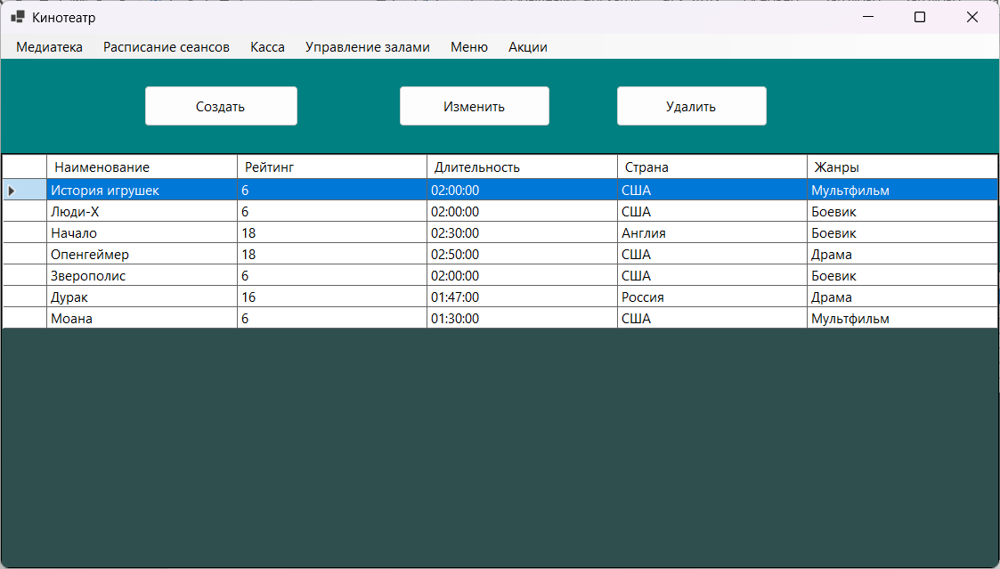 Кинотеатр
Медиатека Расписание сеансов Касса Управление залами Меню Акции
Создать Изменить Удалить
Наименование Рейтинг Длительность Страна Жанры
История игрушек 6 02:00:00 США Мультфильм
Люди-Х 6 02:00:00 США Боевик
Начало 18 02:30:00 Англия Боевик
Опенгеймер 18 02:50:00 США Драма
Зверополис 6 02:00:00 США Боевик
Дурак 16 01:47:00 Россия Драма
Моана 6 01:30:00 США Мультфильм